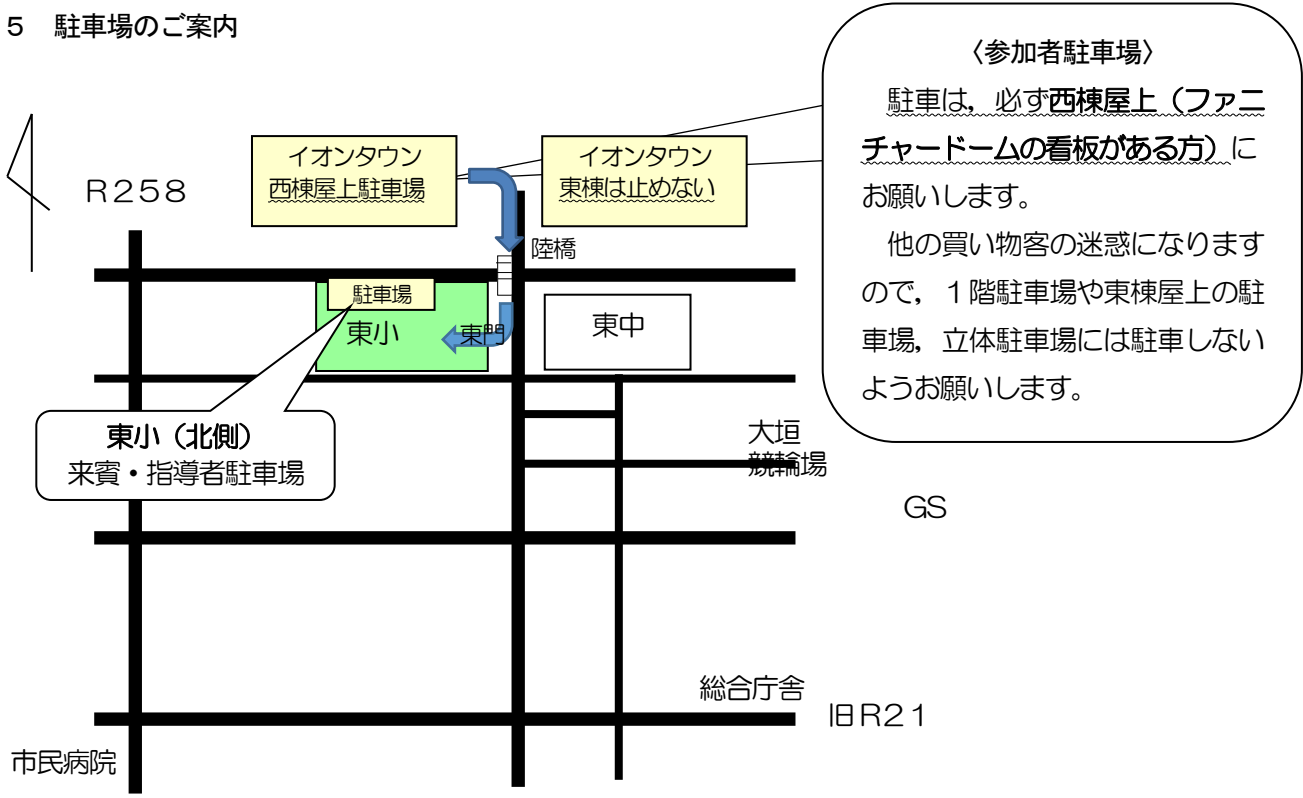 ５　駐車場のご案内
〈参加者駐車場〉
駐車は，必ず西棟屋上（ファニ
チャードームの看板がある方）に
お願いします。
他の買い物客の迷惑になります
ので，１階駐車場や東棟屋上の駐
車場，立体駐車場には駐車しない
ようお願いします。
イオンタウン
西棟屋上駐車場
イオンタウン
東棟は止めない
Ｒ２５８
陸橋
駐車場
東小
東門
東中
東小（北側）
来賓・指導者駐車場
大垣
競輪場
GS
総合庁舎
旧Ｒ２１
市民病院